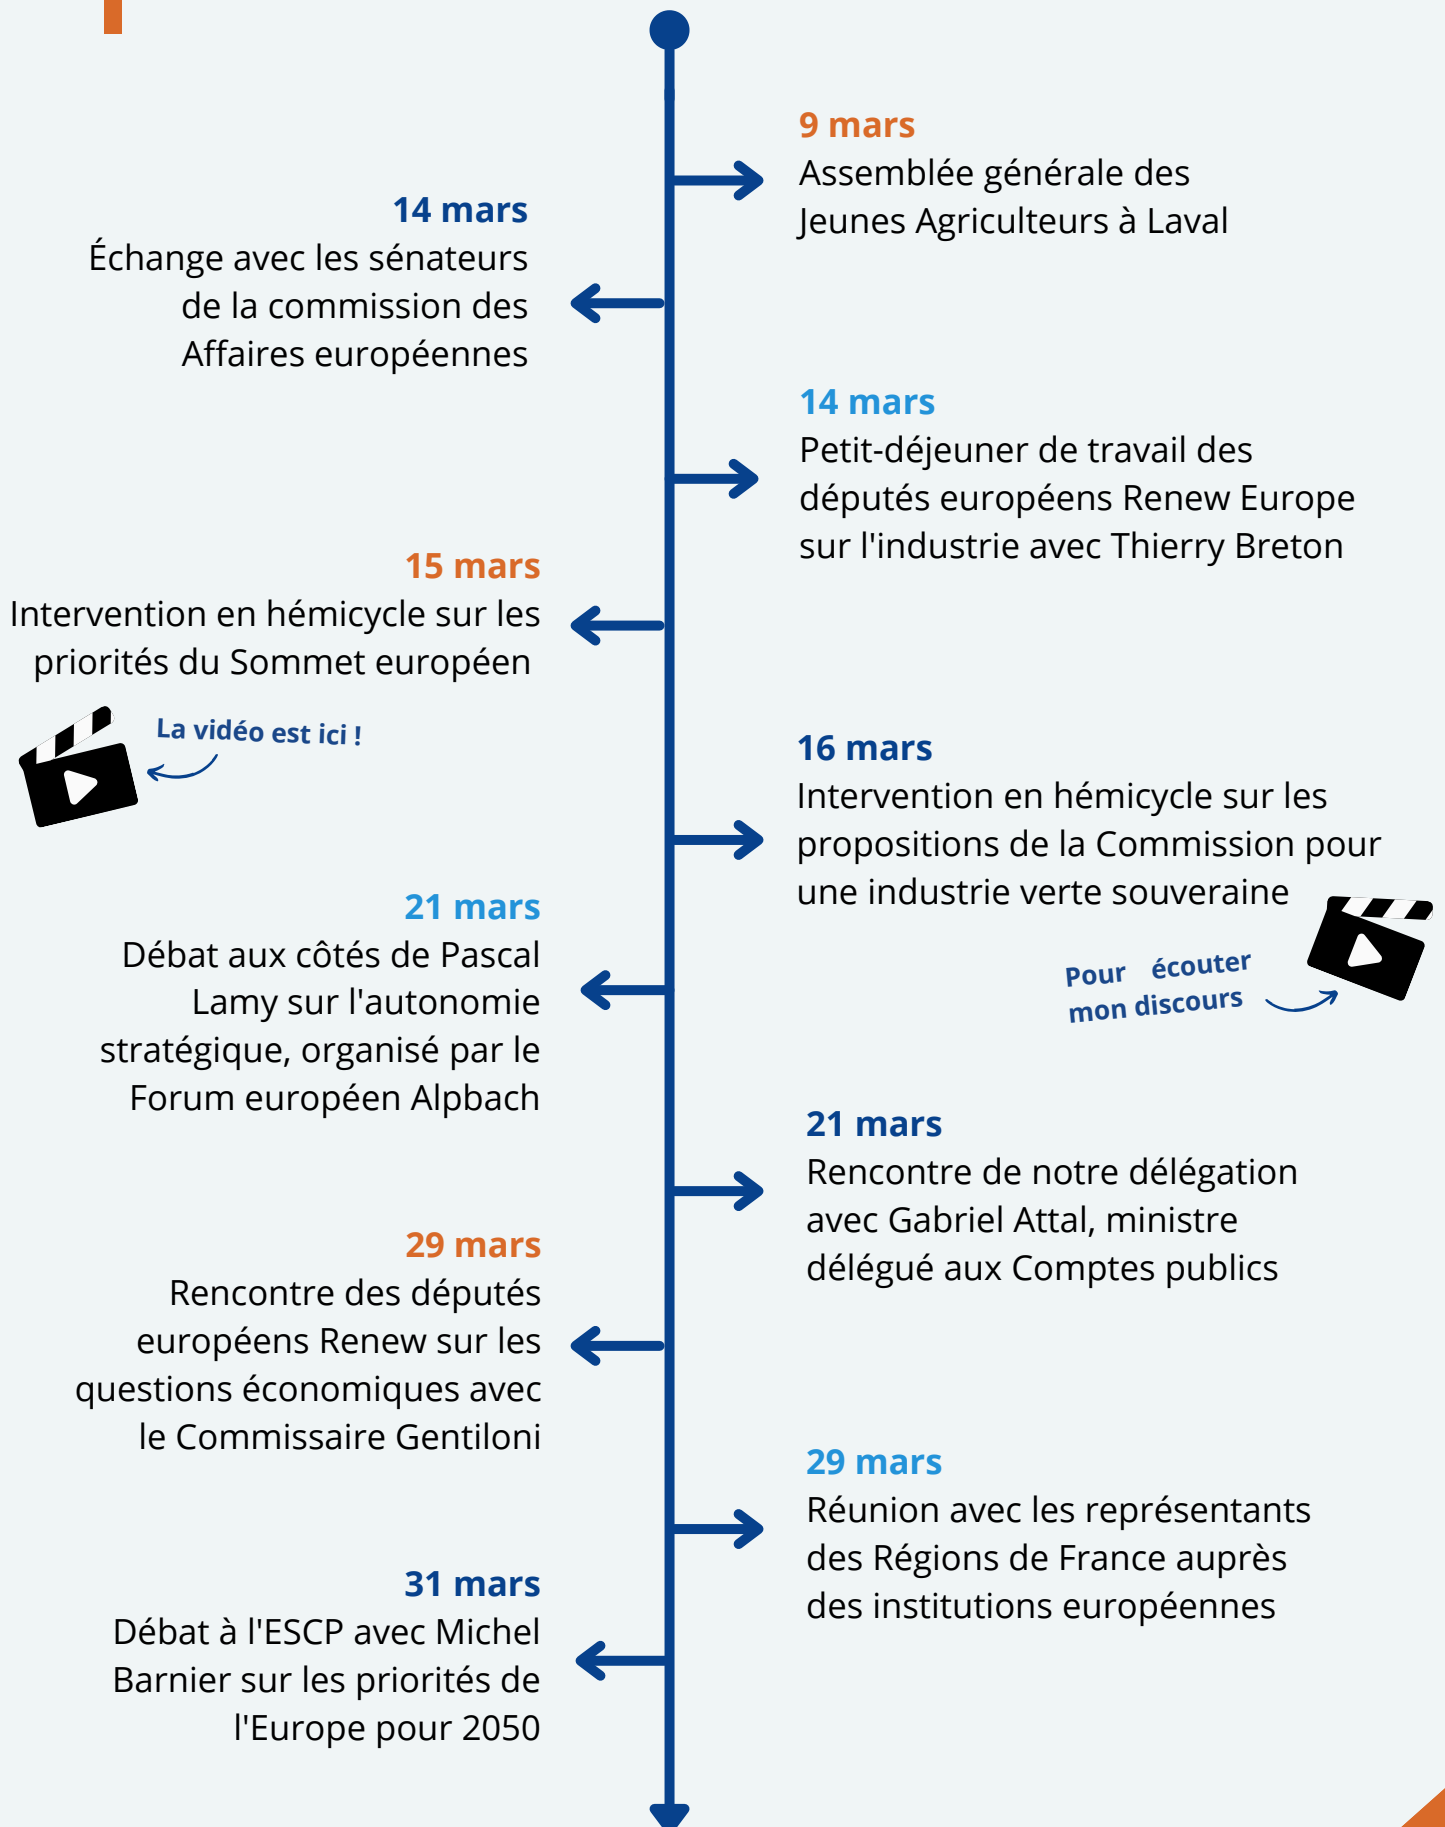 9 mars
Assemblée générale des
Jeunes Agriculteurs à Laval
14 mars
Échange avec les sénateurs
de la commission des
Affaires européennes
14 mars
Petit-déjeuner de travail des
députés européens Renew Europe
sur l'industrie avec Thierry Breton
15 mars
Intervention en hémicycle sur les
priorités du Sommet européen
La vidéo est ici !
16 mars
Intervention en hémicycle sur les
propositions de la Commission pour
une industrie verte souveraine
Pour écouter
mon discours
21 mars
Débat aux côtés de Pascal
Lamy sur l'autonomie
stratégique, organisé par le
Forum européen Alpbach
21 mars
Rencontre de notre délégation
avec Gabriel Attal, ministre
délégué aux Comptes publics
29 mars
Rencontre des députés
européens Renew sur les
questions économiques avec
le Commissaire Gentiloni
29 mars
Réunion avec les représentants
des Régions de France auprès
des institutions européennes
31 mars
Débat à l'ESCP avec Michel
Barnier sur les priorités de
l'Europe pour 2050